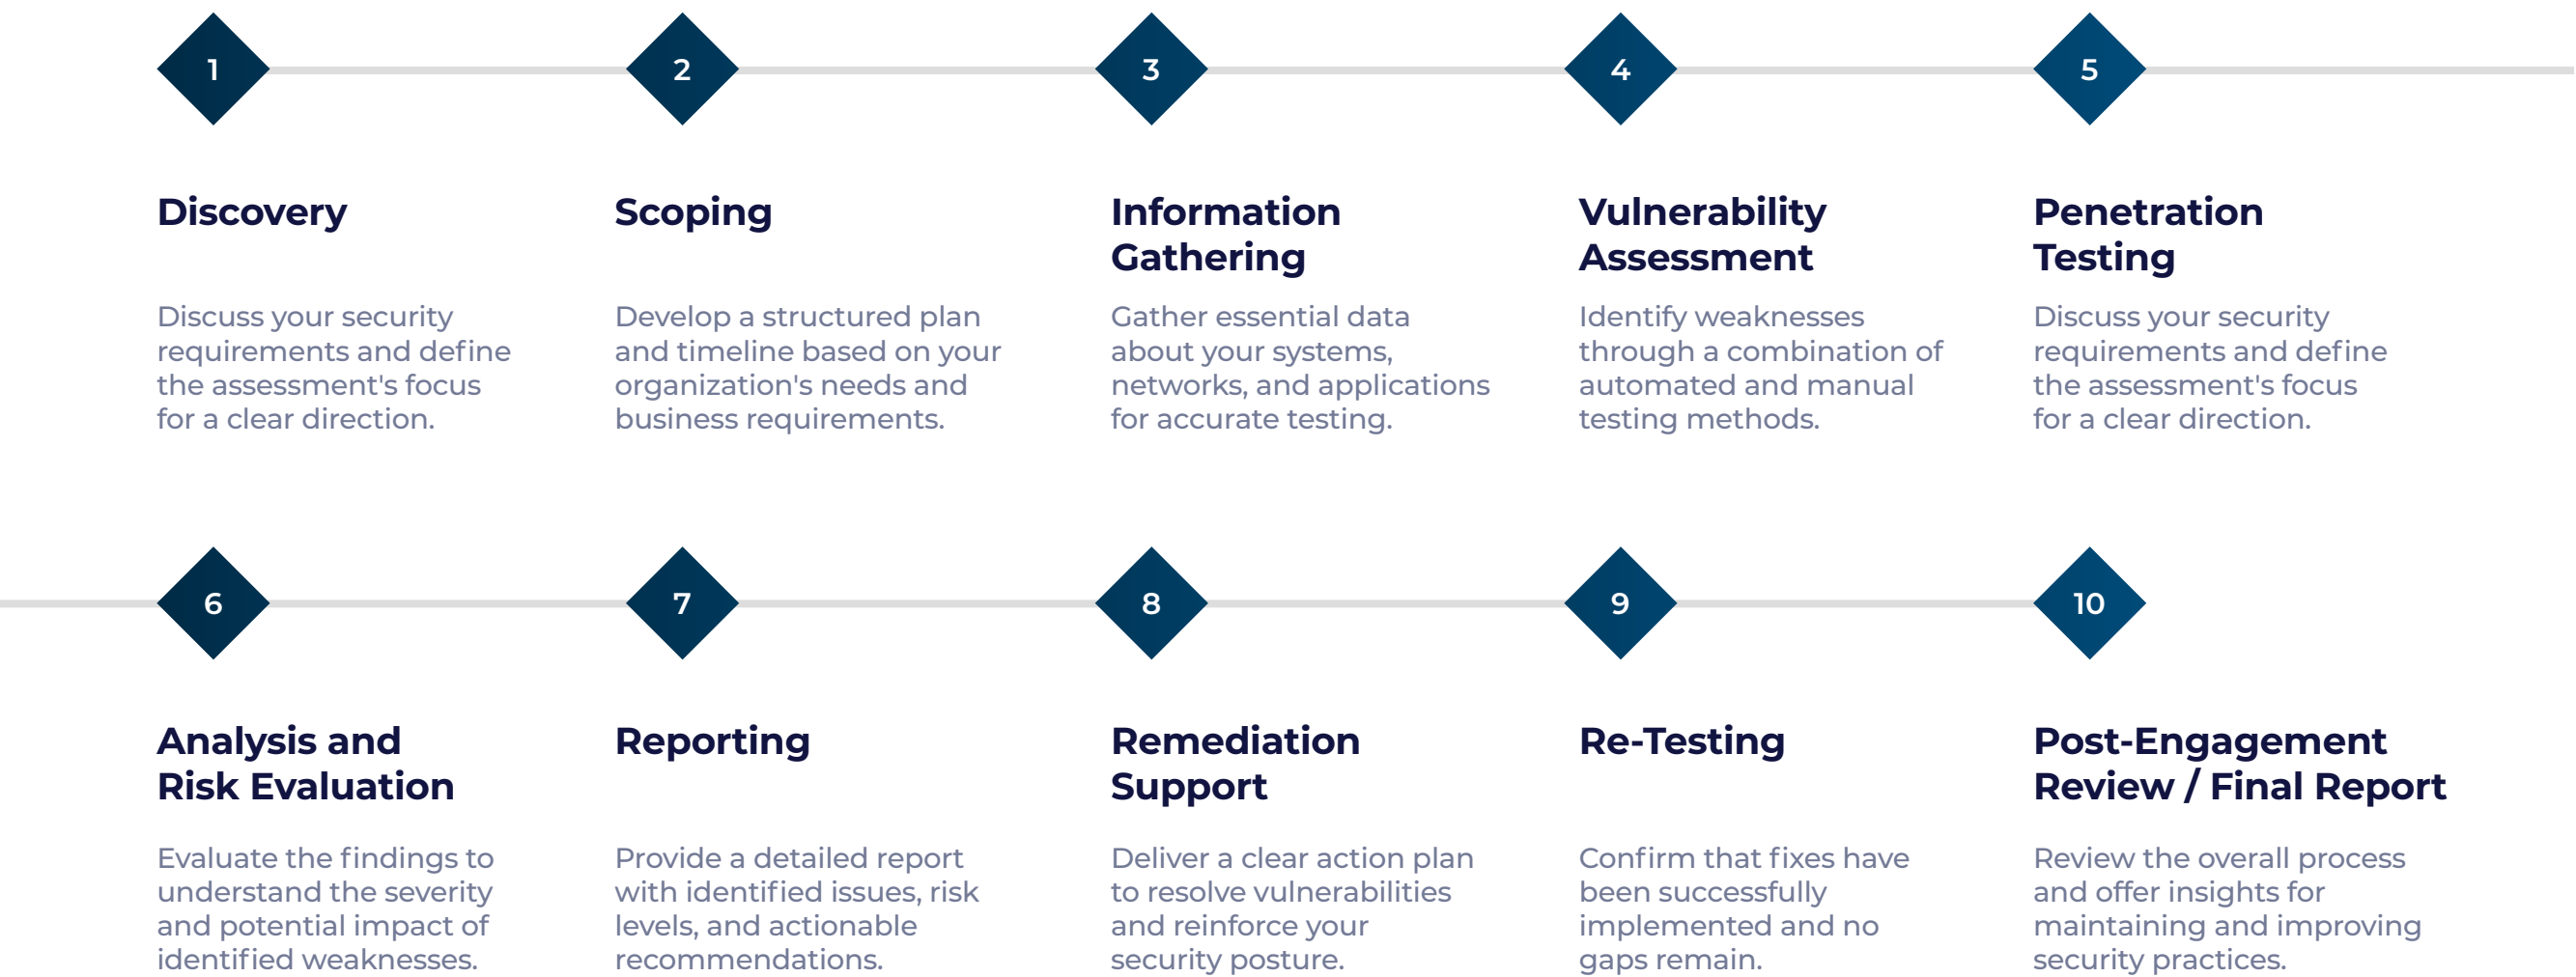 1
2
3
4
5
Discovery
Discuss your security
requirements and define
the assessment's focus
for a clear direction.
Scoping
Develop a structured plan
and timeline based on your
organization's needs and
business requirements.
Information
Gathering
Gather essential data
about your systems,
networks, and applications
for accurate testing.
Vulnerability
Assessment
Identify weaknesses
through a combination of
automated and manual
testing methods.
Penetration
Testing
Discuss your security
requirements and define
the assessment's focus
for a clear direction.
6
7
8
9
10
Analysis and
Risk Evaluation
Evaluate the findings to
understand the severity
and potential impact of
identified weaknesses.
Reporting
Provide a detailed report
with identified issues, risk
levels, and actionable
recommendations.
Remediation
Support
Deliver a clear action plan
to resolve vulnerabilities
and reinforce your
security posture.
Re-Testing
Confirm that fixes have
been successfully
implemented and no
gaps remain.
Post-Engagement
Review / Final Report
Review the overall process
and offer insights for
maintaining and improving
security practices.